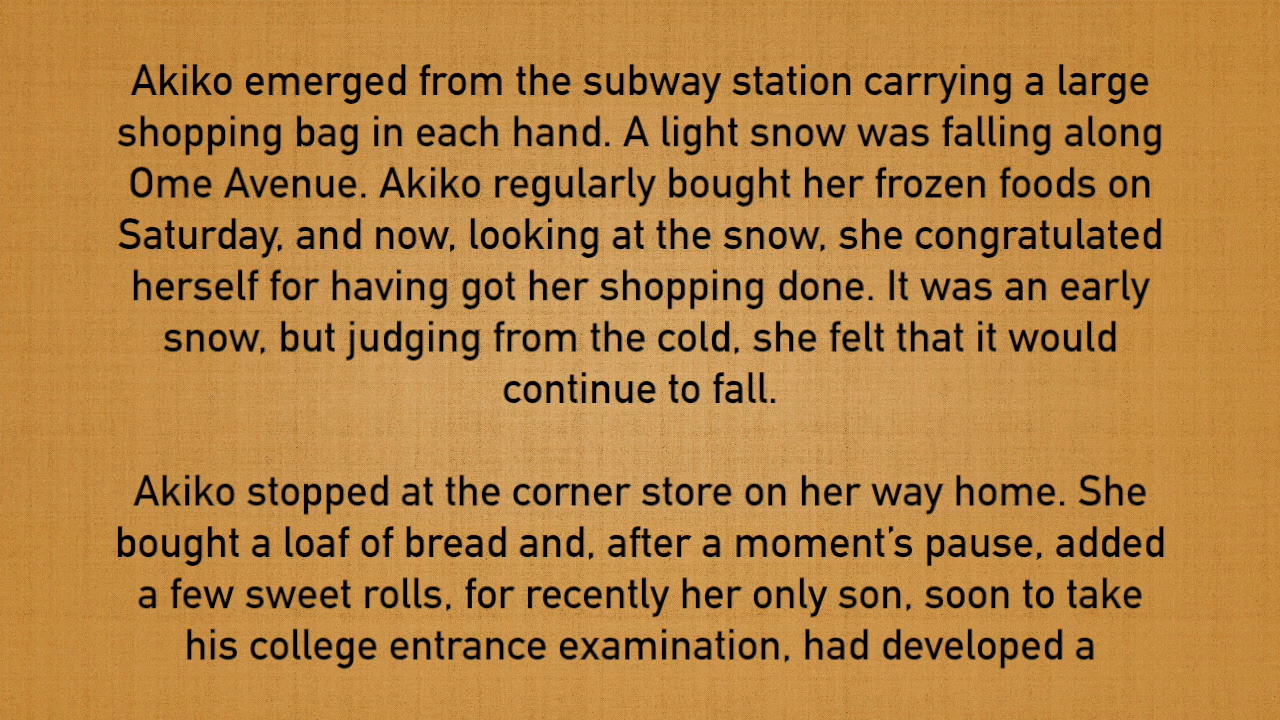 Akiko emerged from the subway station carrying a large
shopping bag in each hand. A light snow was falling along
Ome Avenue. Akiko regularly bought her frozen foods on
Saturday, and now, looking at the snow, she congratulated
herself for having got her shopping done. It was an early
snow, but judging from the cold, she felt that it would
continue to fall.
Akiko stopped at the corner store on her way home. She
bought a loaf of bread and, after a moment’s pause, added
a few sweet rolls, for recently her only son, soon to take
his college entrance examination, had developed a